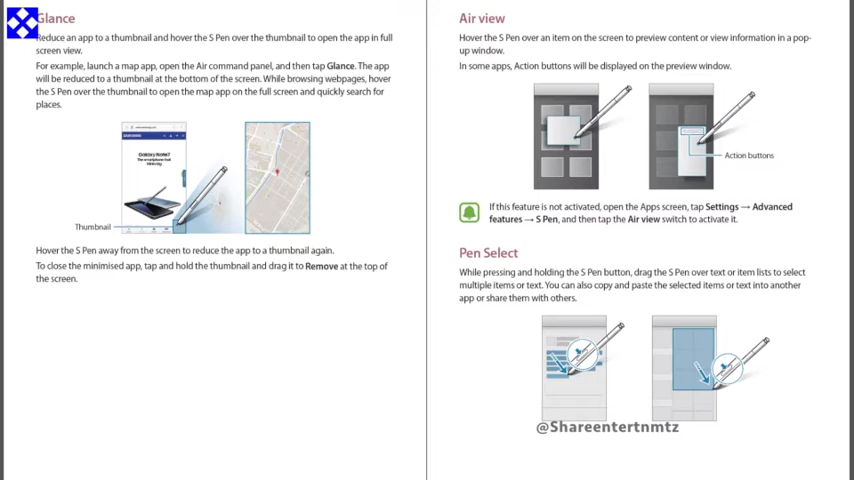 Glance
Reduce an app to a thumbnail and hover the S Pen over the thumbnail to open the app in full
screen view.
For example, launch a map app, open the Air command panel, and then tap Glance. The app
will be reduced to a thumbnail at the bottom of the screen. While browsing webpages, hover
the S Pen over the thumbnail to open the map app on the full screen and quickly search for
places.
Galaxy Note7
The smartphone that
thinks big
Thumbnail
Hover the S Pen away from the screen to reduce the app to a thumbnail again.
To close the minimised app, tap and hold the thumbnail and drag it to Remove at the top of
the screen.
Air view
Hover the S Pen over an item on the screen to preview content or view information in a pop-
up window.
In some apps, Action buttons will be displayed on the preview window.
Action buttons
If this feature is not activated, open the Apps screen, tap Settings → Advanced
features → S Pen, and then tap the Air view switch to activate it.
Pen Select
While pressing and holding the S Pen button, drag the S Pen over text or item lists to select
multiple items or text. You can also copy and paste the selected items or text into another
app or share them with others.
@Shareentertnmtz